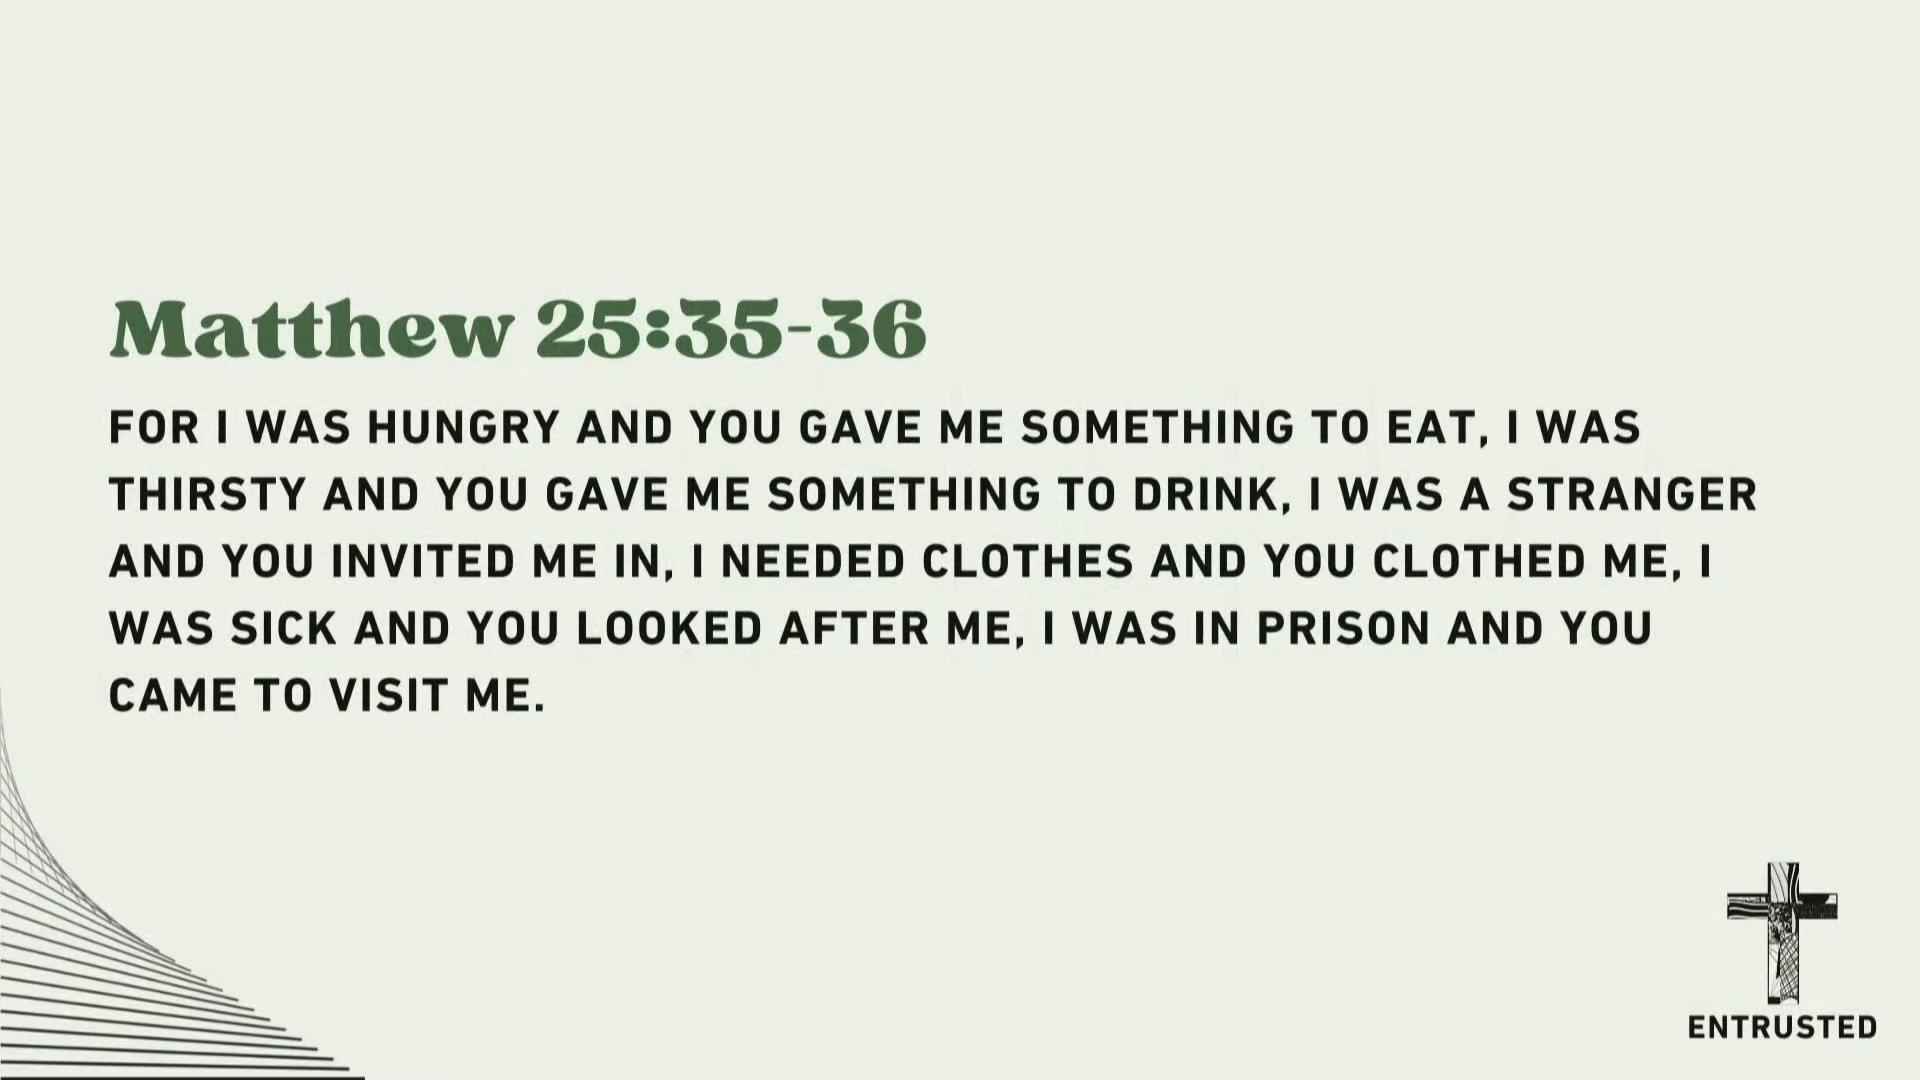 Matthew 25:35-36
FOR I WAS HUNGRY AND YOU GAVE ME SOMETHING TO EAT, I WAS
THIRSTY AND YOU GAVE ME SOMETHING TO DRINK, I WAS A STRANGER
AND YOU INVITED ME IN, I NEEDED CLOTHES AND YOU CLOTHED ME, I
WAS SICK AND YOU LOOKED AFTER ME, I WAS IN PRISON AND YOU
CAME TO VISIT ME.
ENTRUSTED